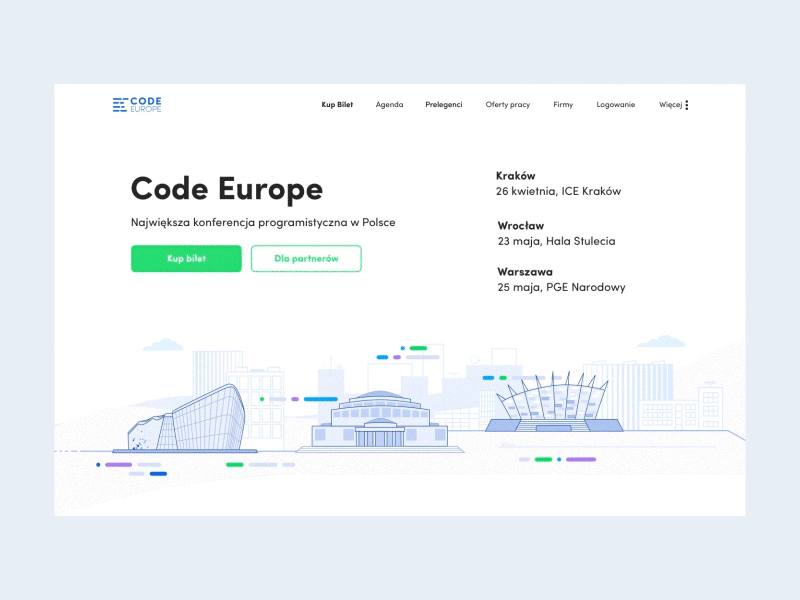 CODE
EUROPE
Kup Bilet
Agenda
Prelegenci
Oferty pracy
Firmy
Logowanie
Więcej
Code Europe
Największa konferencja programistyczna w Polsce
Kup bilet
Dla partnerów
Kraków
26 kwietnia, ICE Kraków
Wrocław
23 maja, Hala Stulecia
Warszawa
25 maja, PGE Narodowy